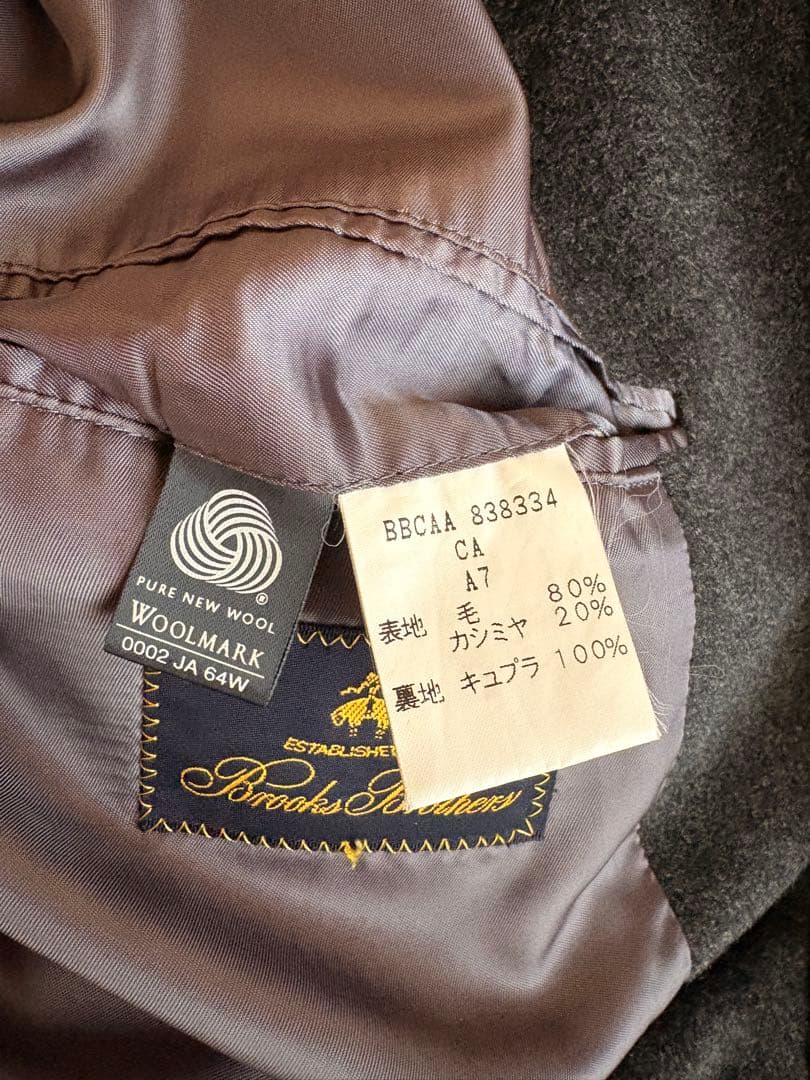 PURE NEW WOOL
®
WOOLMARK
0002 JA 64W
BBCAA 838334
CA
A7
表地 毛 80%
カシミヤ 20%
裏地 キュプラ 100%
ESTABLISHED
Brooks Brothers